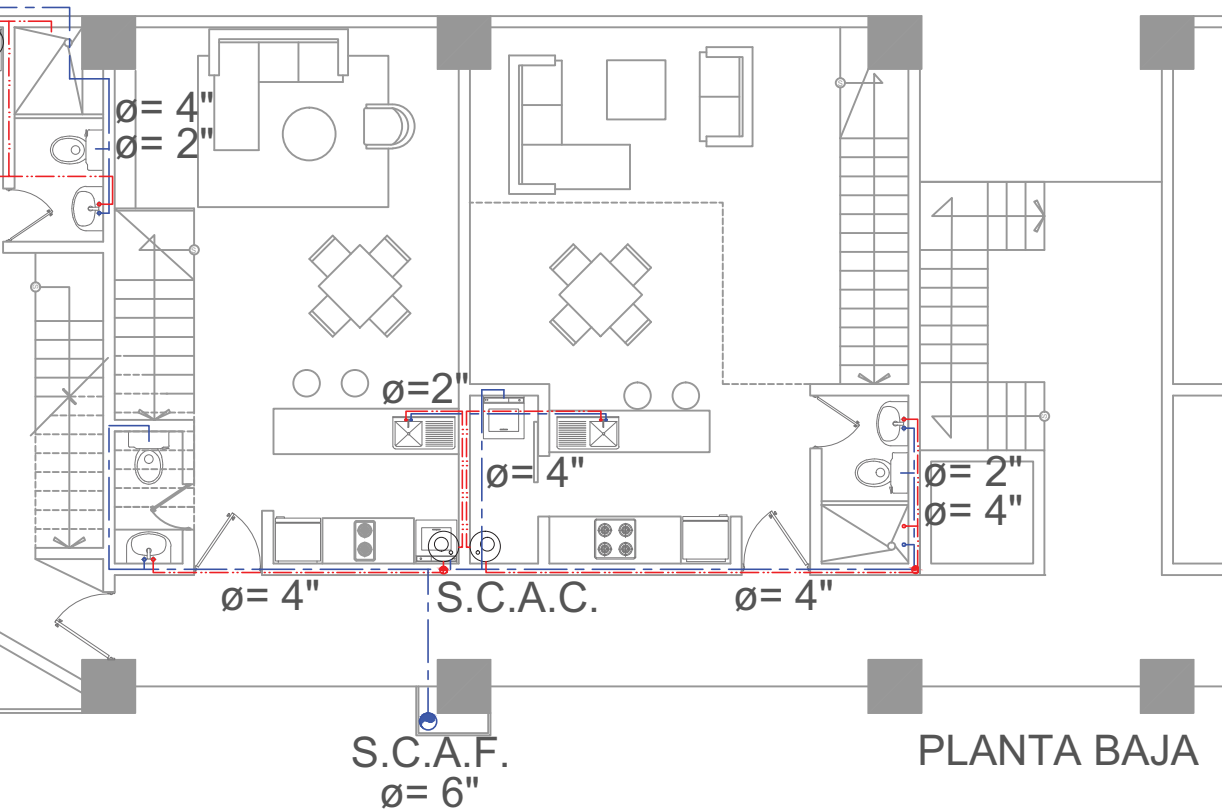 ø= 4"
ø= 2"
ø=2"
ø= 4"
ø= 2"
ø= 4"
ø= 4"
S.C.A.C.
ø= 4"
S.C.A.F.
ø= 6"
PLANTA BAJA